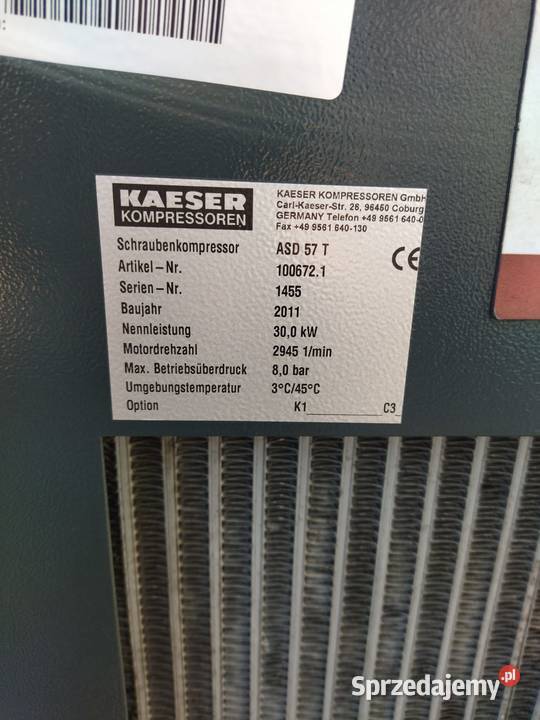 KAESER
KOMPRESSOREN
KAESER KOMPRESSOREN GmbH
Carl-Kaeser-Str. 26, 96450 Coburg
GERMANY Telefon +49 9561 640-0
Fax +49 9561 640-130
CE
Schraubenkompressor ASD 57 T
Artikel–Nr. 100672.1
Serien–Nr. 1455
Baujahr 2011
Nennleistung 30,0 kW
Motordrehzahl 2945 1/min
Max. Betriebsüberdruck 8,0 bar
Umgebungstemperatur 3°C/45°C
Option K1__________C3_
Sprzedajemy.pl